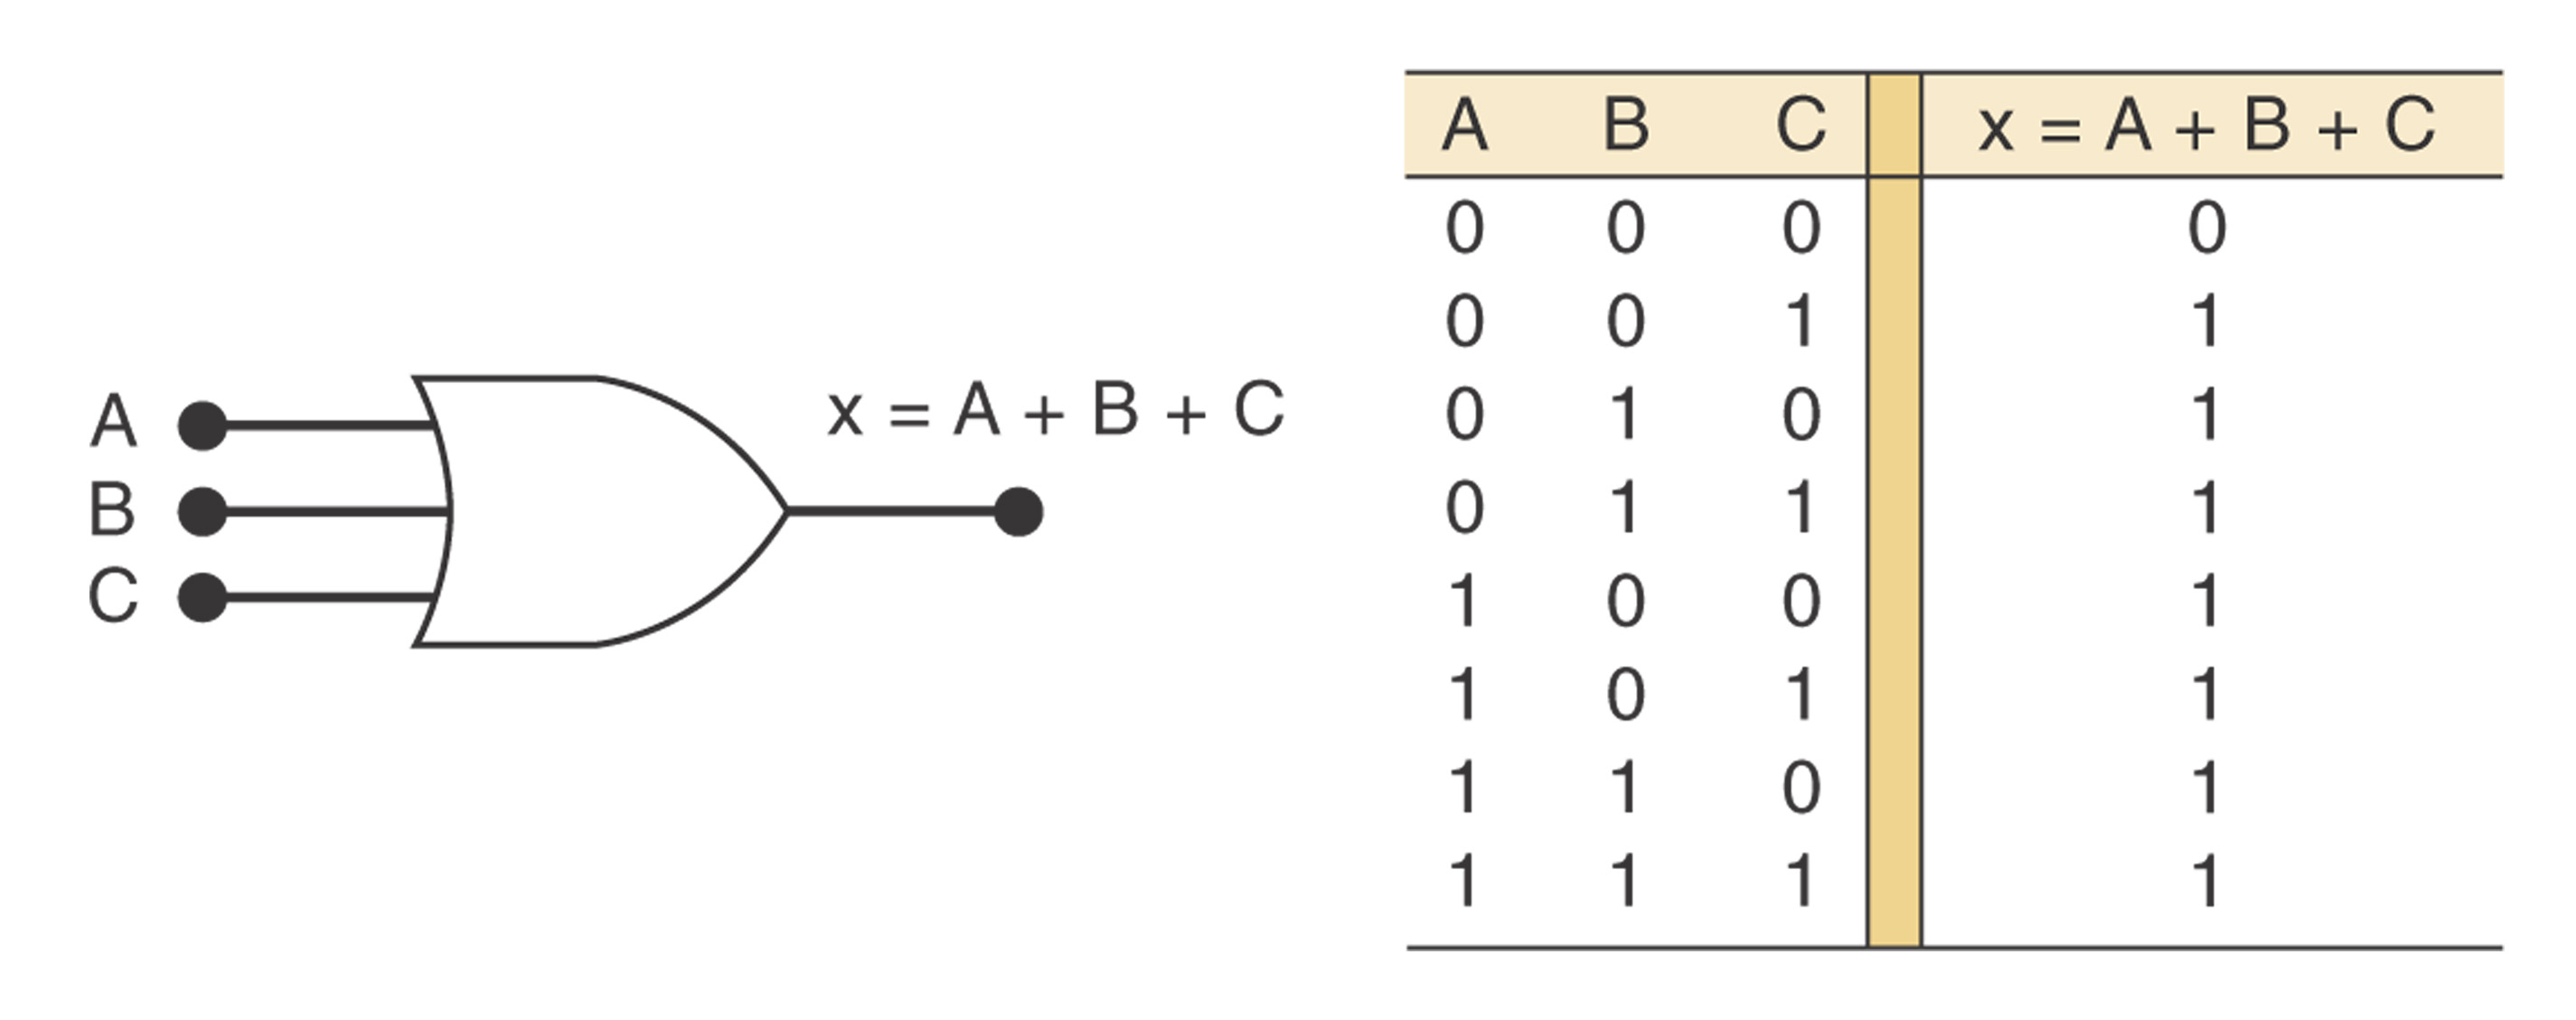 A
B
C
x = A + B + C
A B C x = A + B + C
0 0 0 0
0 0 1 1
0 1 0 1
0 1 1 1
1 0 0 1
1 0 1 1
1 1 0 1
1 1 1 1